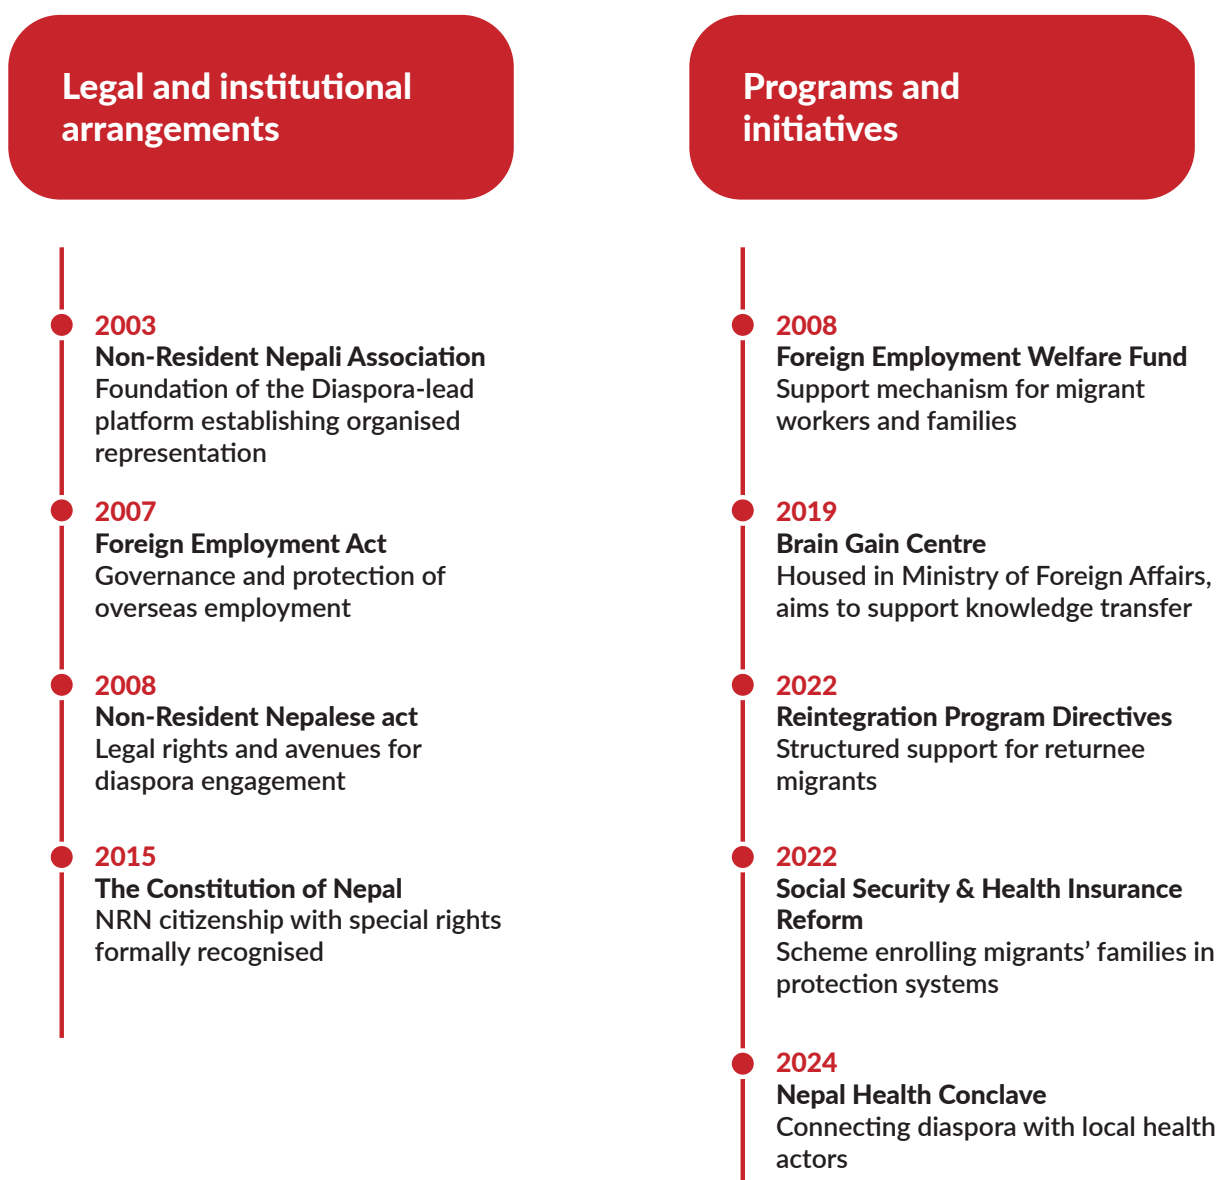 Legal and institutional
arrangements
2003
Non-Resident Nepali Association
Foundation of the Diaspora-lead
platform establishing organised
representation
2007
Foreign Employment Act
Governance and protection of
overseas employment
2008
Non-Resident Nepalese act
Legal rights and avenues for
diaspora engagement
2015
The Constitution of Nepal
NRN citizenship with special rights
formally recognised
Programs and
initiatives
2008
Foreign Employment Welfare Fund
Support mechanism for migrant
workers and families
2019
Brain Gain Centre
Housed in Ministry of Foreign Affairs,
aims to support knowledge transfer
2022
Reintegration Program Directives
Structured support for returnee
migrants
2022
Social Security & Health Insurance
Reform
Scheme enrolling migrants’ families in
protection systems
2024
Nepal Health Conclave
Connecting diaspora with local health
actors